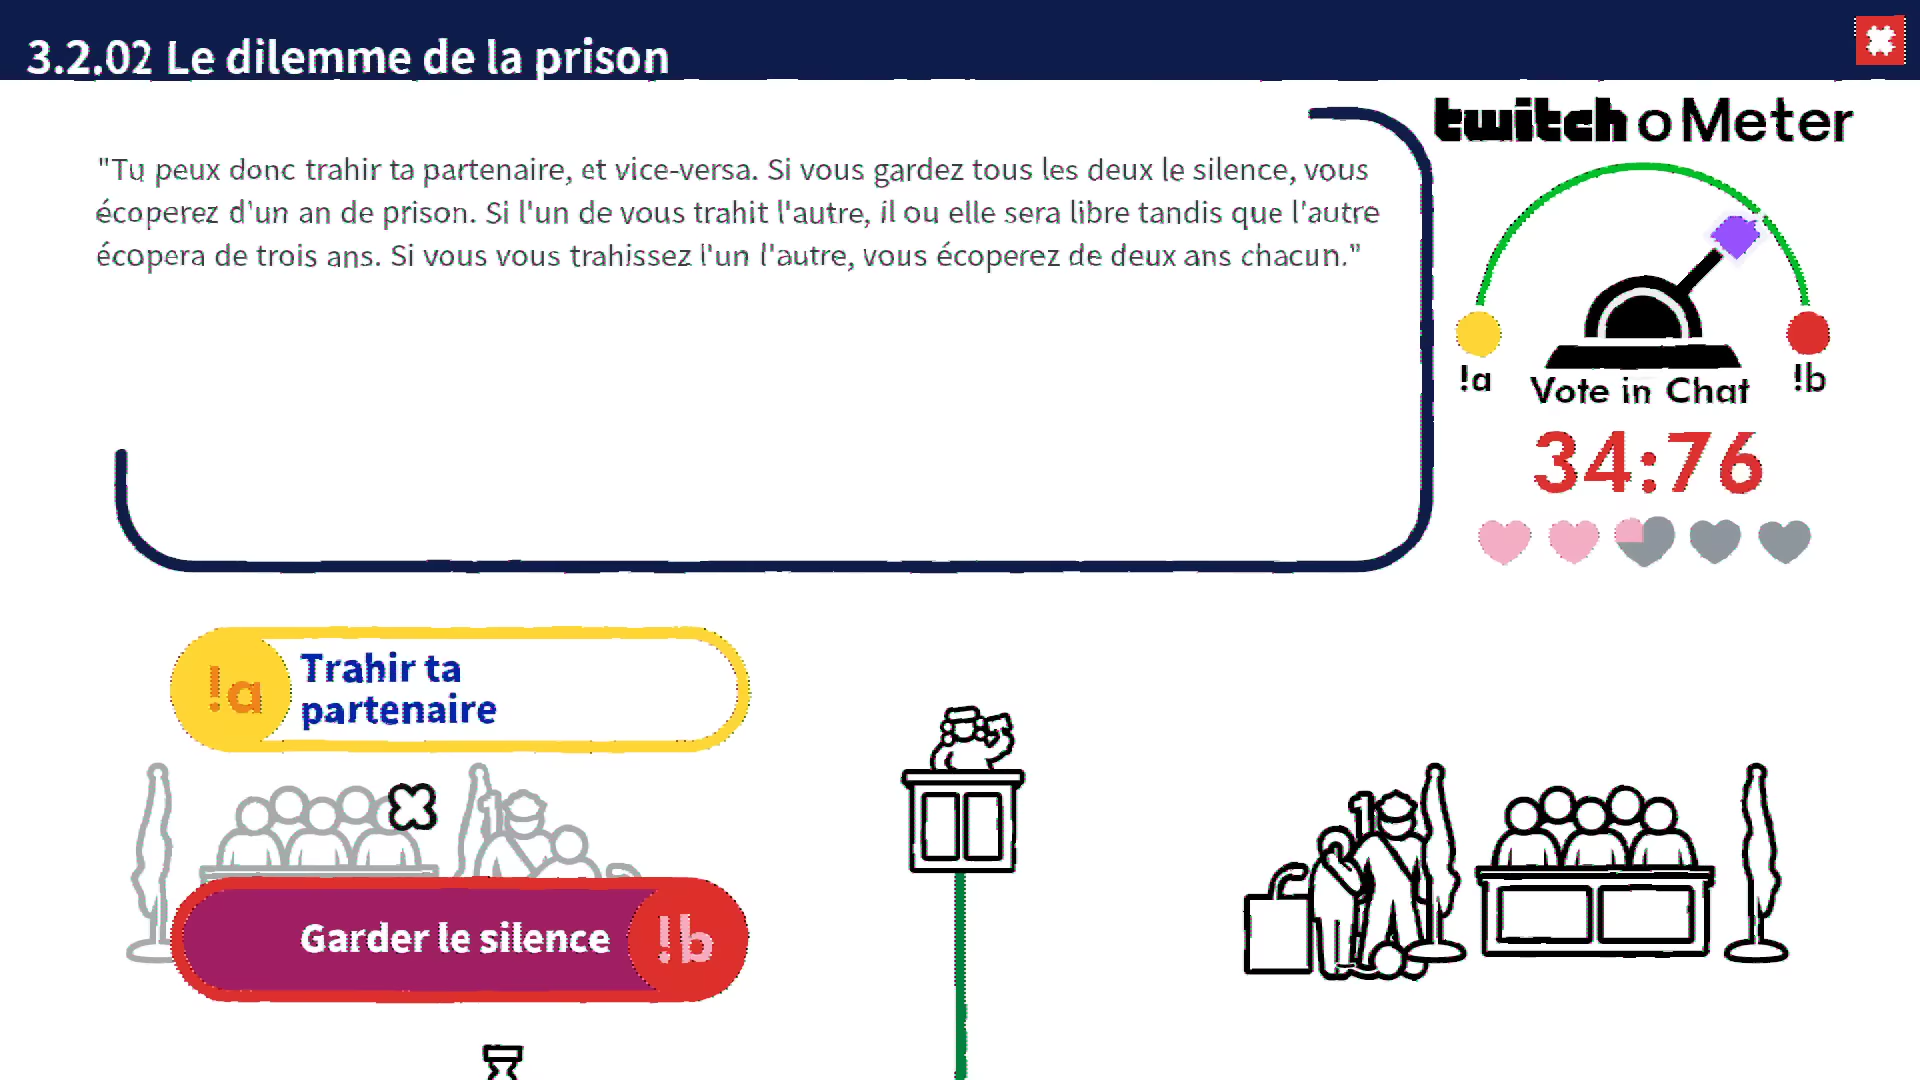 3.2.02 Le dilemme de la prison
"Tu peux donc trahir ta partenaire, et vice-versa. Si vous gardez tous les deux le silence, vous
écoperez d'un an de prison. Si l'un de vous trahit l'autre, il ou elle sera libre tandis que l'autre
écopera de trois ans. Si vous vous trahissez l'un l'autre, vous écoperez de deux ans chacun."
twitch o Meter
!a
Vote in Chat
!b
34:76
!a Trahir ta
partenaire
Garder le silence !b